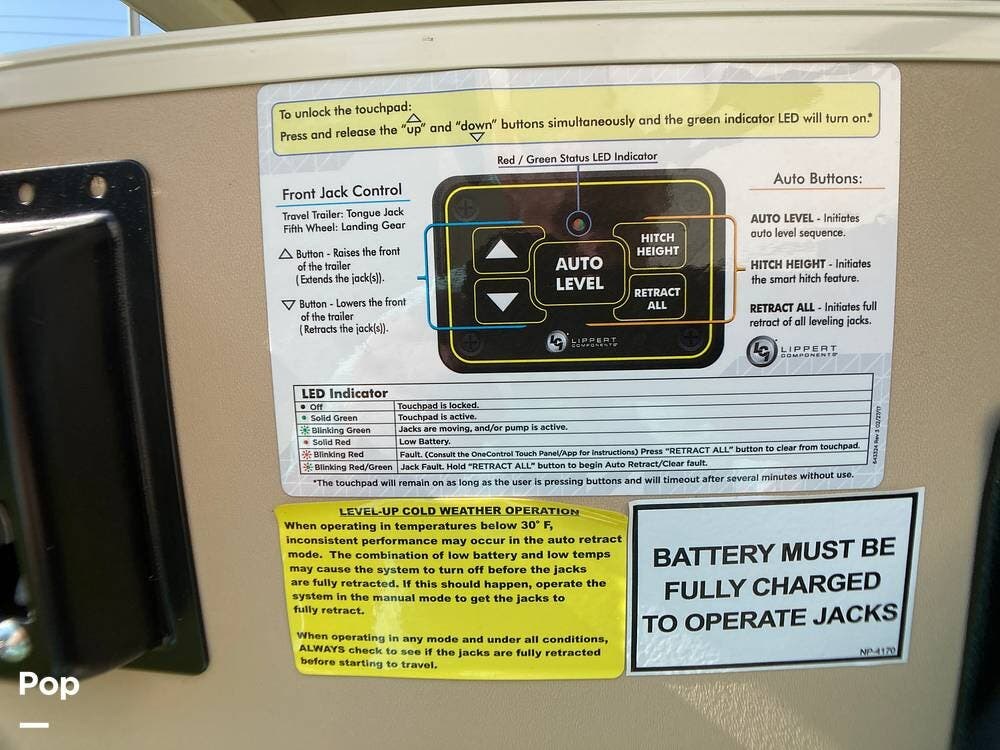 To unlock the touchpad:
Press and release the "up" and "down" buttons simultaneously and the green indicator LED will turn on.*
Red / Green Status LED Indicator
Front Jack Control
Travel Trailer: Tongue Jack
Fifth Wheel: Landing Gear
△ Button - Raises the front
of the trailer
(Extends the jack(s)).
▽ Button - Lowers the front
of the trailer
(Retracts the jack(s)).
AUTO
LEVEL
HITCH
HEIGHT
RETRACT
ALL
LCI LIPPERT
COMPONENTS
Auto Buttons:
AUTO LEVEL - Initiates
auto level sequence.
HITCH HEIGHT - Initiates
the smart hitch feature.
RETRACT ALL - Initiates full
retract of all leveling jacks.
LCI LIPPERT
COMPONENTS
LED Indicator
Off Touchpad is locked.
Solid Green Touchpad is active.
Blinking Green Jacks are moving, and/or pump is active.
Solid Red Low Battery.
Blinking Red Fault. (Consult the OneControl Touch Panel/App for instructions) Press "RETRACT ALL" button to clear from touchpad.
Blinking Red/Green Jack Fault. Hold "RETRACT ALL" button to begin Auto Retract/Clear fault.
*The touchpad will remain on as long as the user is pressing buttons and will timeout after several minutes without use.
LEVEL-UP COLD WEATHER OPERATION
When operating in temperatures below 30° F,
inconsistent performance may occur in the auto retract
mode. The combination of low battery and low temps
may cause the system to turn off before the jacks
are fully retracted. If this should happen, operate the
system in the manual mode to get the jacks to
fully retract.
When operating in any mode and under all conditions,
ALWAYS check to see if the jacks are fully retracted
before starting to travel.
BATTERY MUST BE
FULLY CHARGED
TO OPERATE JACKS
NP-4170
Pop